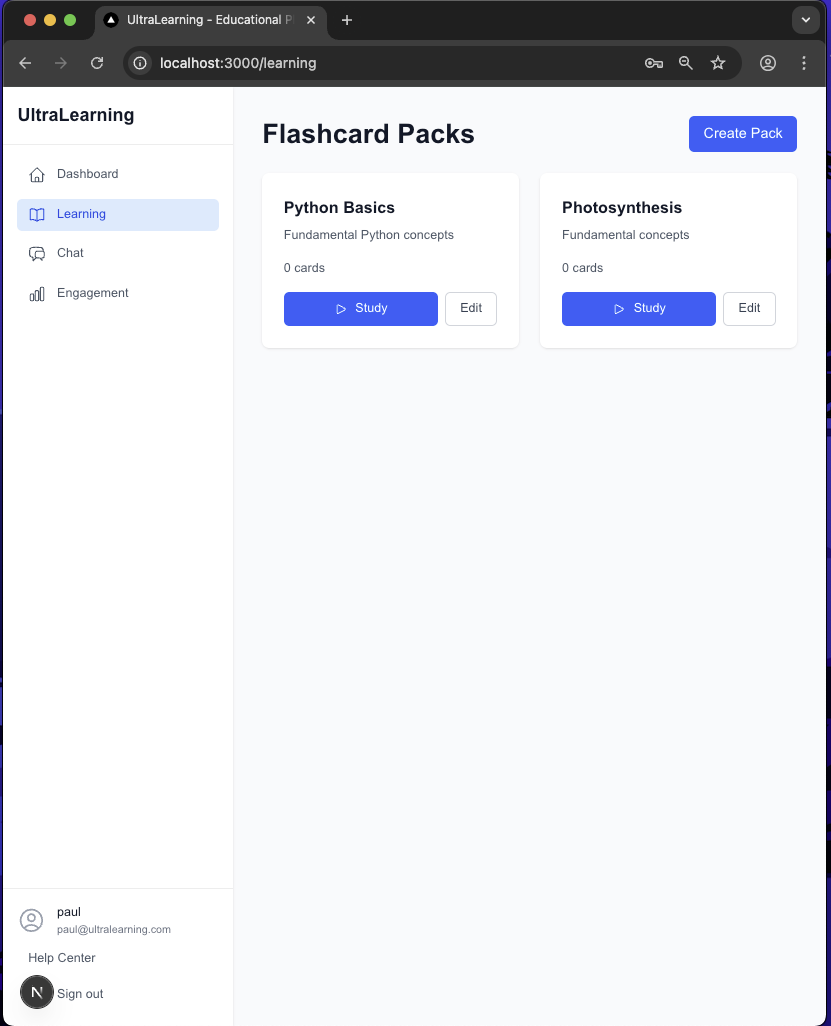 UltraLearning - Educational P
localhost:3000/learning
UltraLearning
Dashboard
Learning
Chat
Engagement
Flashcard Packs
Create Pack
Python Basics
Fundamental Python concepts
0 cards
Study
Edit
Photosynthesis
Fundamental concepts
0 cards
Study
Edit
paul
paul@ultralearning.com
Help Center
N
Sign out